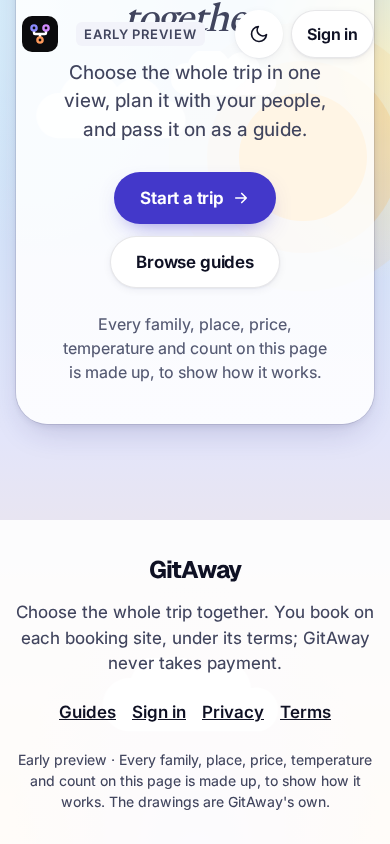 togethe
EARLY PREVIEW
Sign in
Choose the whole trip in one
view, plan it with your people,
and pass it on as a guide.
Start a trip →
Browse guides
Every family, place, price,
temperature and count on this page
is made up, to show how it works.
GitAway
Choose the whole trip together. You book on
each booking site, under its terms; GitAway
never takes payment.
Guides Sign in Privacy Terms
Early preview · Every family, place, price, temperature
and count on this page is made up, to show how it
works. The drawings are GitAway's own.